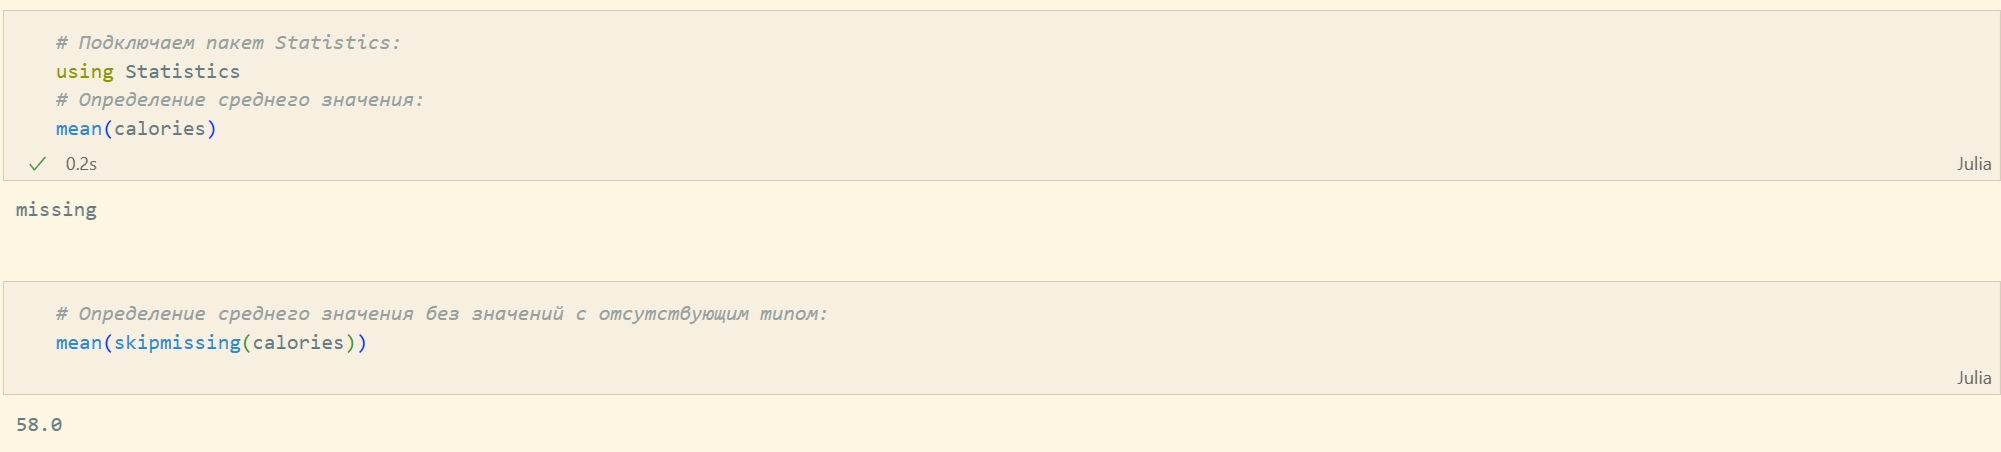 # Подключаем пакет Statistics:
using Statistics
# Определение среднего значения:
mean(calories)
0.2s
Julia
missing
# Определение среднего значения без значений с отсутствующим типом:
mean(skipmissing(calories))
Julia
58.0